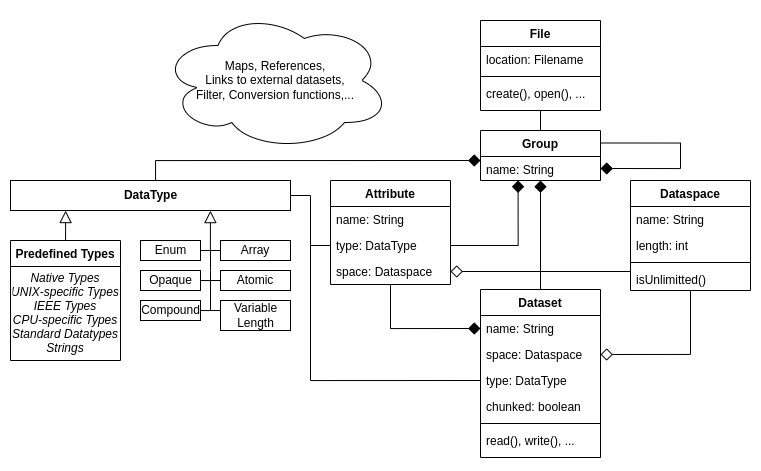 Maps, References,
Links to external datasets,
Filter, Conversion functions,...
File
location: Filename
create(), open(), ...
Group
name: String
DataType
Predefined Types
Native Types
UNIX-specific Types
IEEE Types
CPU-specific Types
Standard Datatypes
Strings
Enum
Array
Opaque
Atomic
Compound
Variable
Length
Attribute
name: String
type: DataType
space: Dataspace
Dataspace
name: String
length: int
isUnlimitted()
Dataset
name: String
space: Dataspace
type: DataType
chunked: boolean
read(), write(), ...